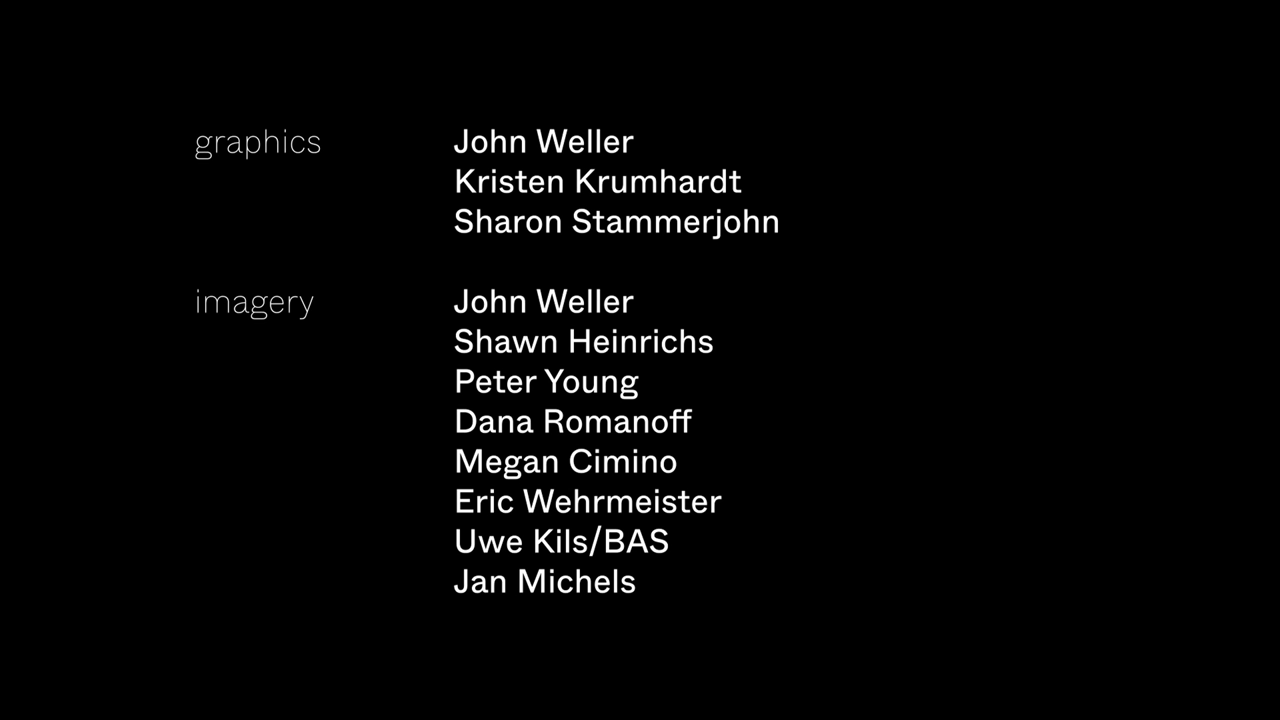 graphics John Weller
Kristen Krumhardt
Sharon Stammerjohn
imagery John Weller
Shawn Heinrichs
Peter Young
Dana Romanoff
Megan Cimino
Eric Wehrmeister
Uwe Kils/BAS
Jan Michels